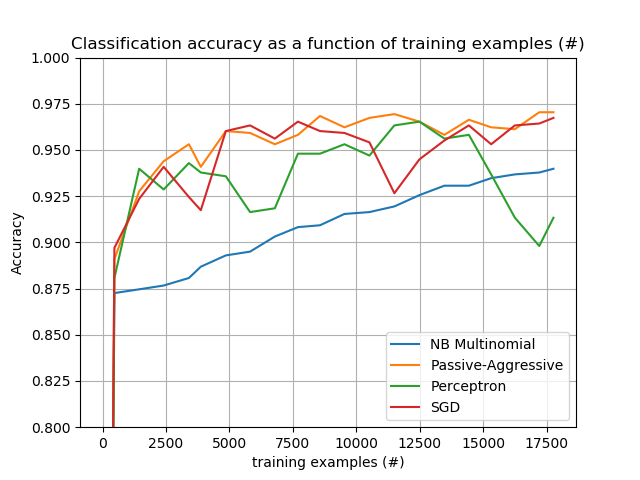 Classification accuracy as a function of training examples (#)
1.000
0.975
0.950
0.925
0.900
0.875
0.850
0.825
0.800
Accuracy
NB Multinomial
Passive-Aggressive
Perceptron
SGD
0 2500 5000 7500 10000 12500 15000 17500
training examples (#)